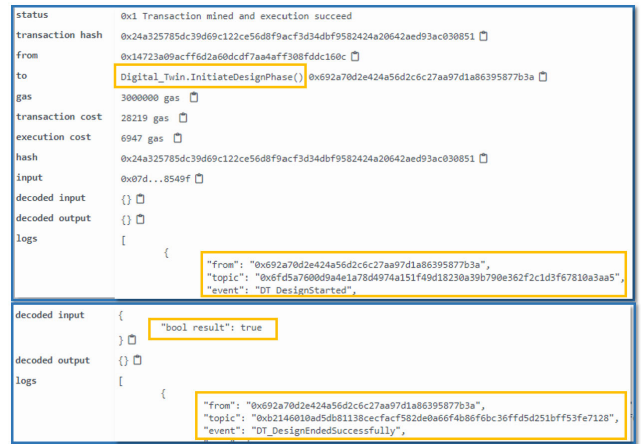 status 0x1 Transaction mined and execution succeed
transaction hash 0x24a325785dc39d69c122ce56d8f9acf3d34dbf9582424a20642aed93ac030851
from 0x14723a09acff6d2a60dcdf7aa4aff308fddc160c
to Digital_Twin.InitiateDesignPhase() 0x692a70d2e424a56d2c6c27aa97d1a86395877b3a
gas 3000000 gas
transaction cost 28219 gas
execution cost 6947 gas
hash 0x24a325785dc39d69c122ce56d8f9acf3d34dbf9582424a20642aed93ac030851
input 0x07d...8549f
decoded input {}
decoded output {}
logs [
{
"from": "0x692a70d2e424a56d2c6c27aa97d1a86395877b3a",
"topic": "0x6fd5a7600d9a4e1a78d4974a151f49d18230a39b790e362f2c1d3f67810a3aa5",
"event": "DT_DesignStarted",
decoded input {
"bool result": true
}
decoded output {}
logs [
{
"from": "0x692a70d2e424a56d2c6c27aa97d1a86395877b3a",
"topic": "0xb2146010ad5db81138cecfacf582de0a66f4b86f6bc36ffd5d251bff53fe7128",
"event": "DT_DesignEndedSuccessfully",